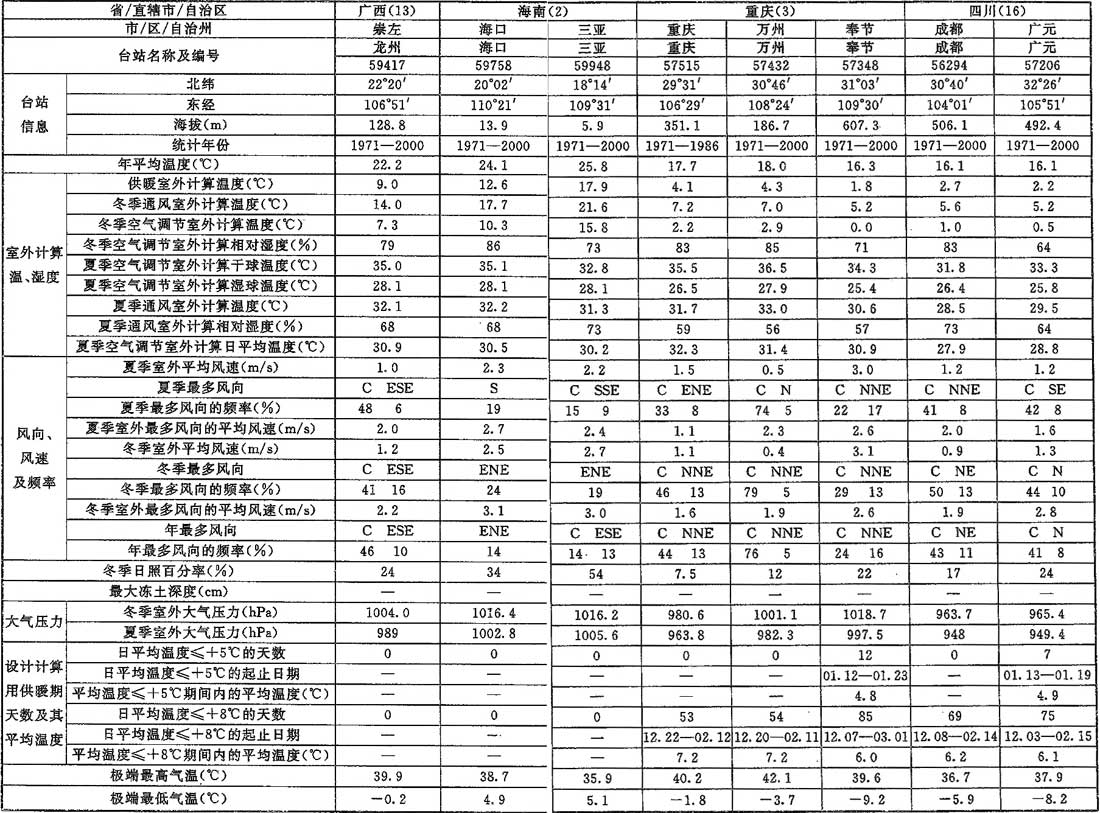 省/直辖市/自治区 广西(13) 海南(2) 重庆(3) 四川(16)
市/区/自治州 崇左 海口 三亚 重庆 万州 奉节 成都 广元
台站名称及编号 龙州 海口 三亚 重庆 万州 奉节 成都 广元
59417 59758 59948 57515 57432 57348 56294 57206
台站信息 北纬 22°20′ 20°02′ 18°14′ 29°31′ 30°46′ 31°03′ 30°40′ 32°26′
东经 106°51′ 110°21′ 109°31′ 106°29′ 108°24′ 109°30′ 104°01′ 105°51′
海拔(m) 128.8 13.9 5.9 351.1 186.7 607.3 506.1 492.4
统计年份 1971—2000 1971—2000 1971—2000 1971—1986 1971—2000 1971—2000 1971—2000 1971—2000
年平均温度(℃) 22.2 24.1 25.8 17.7 18.0 16.3 16.1 16.1
室外计算温、湿度 供暖室外计算温度(℃) 9.0 12.6 17.9 4.1 4.3 1.8 2.7 2.2
冬季通风室外计算温度(℃) 14.0 17.7 21.6 7.2 7.0 5.2 5.6 5.2
冬季空气调节室外计算温度(℃) 7.3 10.3 15.8 2.2 2.9 0.0 1.0 0.5
冬季空气调节室外计算相对湿度(%) 79 86 73 83 85 71 83 64
夏季空气调节室外计算干球温度(℃) 35.0 35.1 32.8 35.5 36.5 34.3 31.8 33.3
夏季空气调节室外计算湿球温度(℃) 28.1 28.1 28.1 26.5 27.9 25.4 26.4 25.8
夏季通风室外计算温度(℃) 32.1 32.2 31.3 31.7 33.0 30.6 28.5 29.5
夏季通风室外计算相对湿度(%) 68 68 73 59 56 57 73 64
夏季空气调节室外计算日平均温度(℃) 30.9 30.5 30.2 32.3 31.4 30.9 27.9 28.8
风向、风速及频率 夏季室外平均风速(m/s) 1.0 2.3 2.2 1.5 0.5 3.0 1.2 1.2
夏季最多风向 C ESE S C SSE C ENE C N C NNE C NNE C SE
夏季最多风向的频率(%) 48 6 19 15 9 33 8 74 5 22 17 41 8 42 8
夏季室外最多风向的平均风速(m/s) 2.0 2.7 2.4 1.1 2.3 2.6 2.0 1.6
冬季室外平均风速(m/s) 1.2 2.5 2.7 1.1 0.4 3.1 0.9 1.3
冬季最多风向 C ESE ENE ENE C NNE C NNE C NNE C NE C N
冬季最多风向的频率(%) 41 16 24 19 46 13 79 5 29 13 50 13 44 10
冬季室外最多风向的平均风速(m/s) 2.2 3.1 3.0 1.6 1.9 2.6 1.9 2.8
年最多风向 C ESE ENE C ESE C NNE C NNE C NNE C NE C N
年最多风向的频率(%) 46 10 14 14 13 44 13 76 5 24 16 43 11 41 8
冬季日照百分率(%) 24 34 54 7.5 12 22 17 24
最大冻土深度(cm) — — — — — — — —
大气压力 冬季室外大气压力(hPa) 1004.0 1016.4 1016.2 980.6 1001.1 1018.7 963.7 965.4
夏季室外大气压力(hPa) 989 1002.8 1005.6 963.8 982.3 997.5 948 949.4
设计计算用供暖期天数及其平均温度 日平均温度≤+5℃的天数 0 0 0 0 0 12 0 7
日平均温度≤+5℃的起止日期 — — — — — 01.12—01.23 — 01.13—01.19
平均温度≤+5℃期间内的平均温度(℃) — — — — — 4.8 — 4.9
日平均温度≤+8℃的天数 0 0 0 53 54 85 69 75
日平均温度≤+8℃的起止日期 — — — 12.22—02.12 12.20—02.11 12.07—03.01 12.08—02.14 12.03—02.15
平均温度≤+8℃期间内的平均温度(℃) — — — 7.2 7.2 6.0 6.2 6.1
极端最高气温(℃) 39.9 38.7 35.9 40.2 42.1 39.6 36.7 37.9
极端最低气温(℃) −0.2 4.9 5.1 −1.8 −3.7 −9.2 −5.9 −8.2